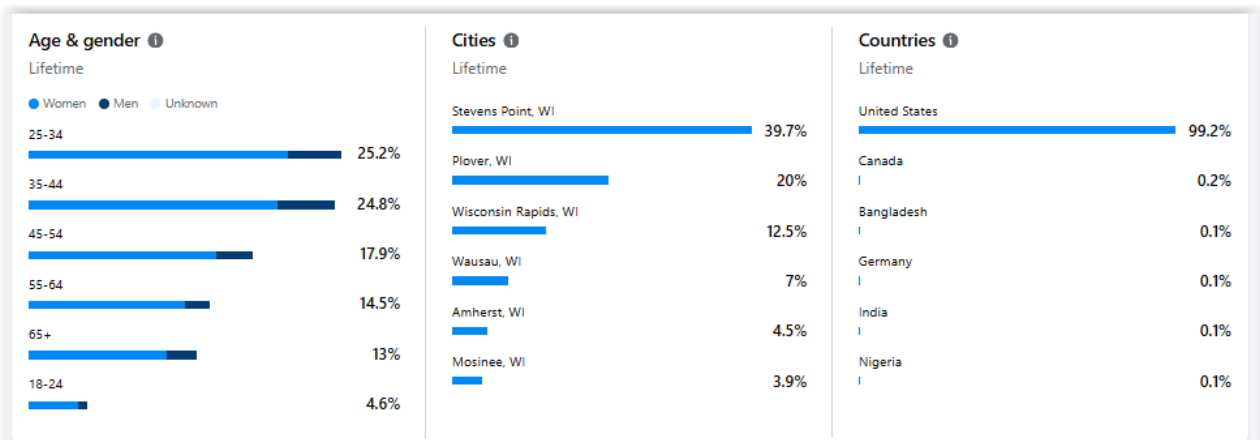 Age & gender
Lifetime
Women Men Unknown
25-34
25.2%
35-44
24.8%
45-54
17.9%
55-64
14.5%
65+
13%
18-24
4.6%
Cities
Lifetime
Stevens Point, WI
39.7%
Plover, WI
20%
Wisconsin Rapids, WI
12.5%
Wausau, WI
7%
Amherst, WI
4.5%
Mosinee, WI
3.9%
Countries
Lifetime
United States
99.2%
Canada
0.2%
Bangladesh
0.1%
Germany
0.1%
India
0.1%
Nigeria
0.1%